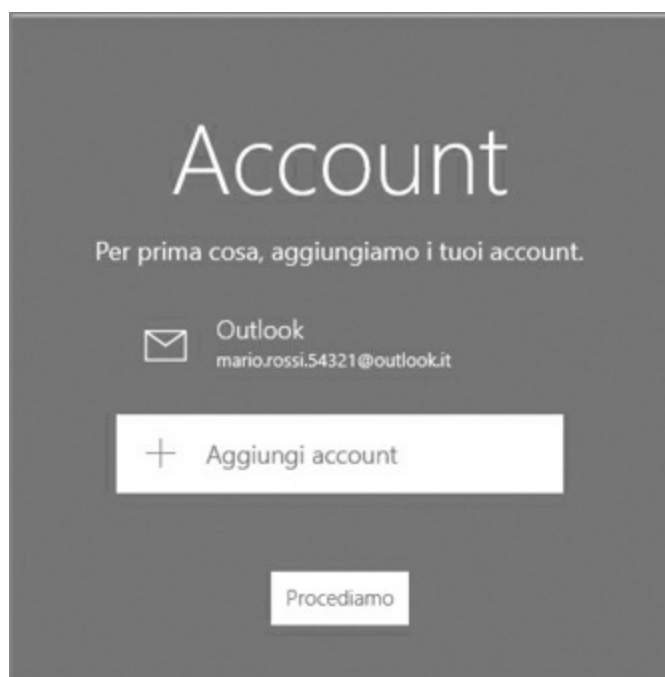 Account
Per prima cosa, aggiungiamo i tuoi account.
Outlook
mario.rossi.54321@outlook.it
Aggiungi account
Procediamo